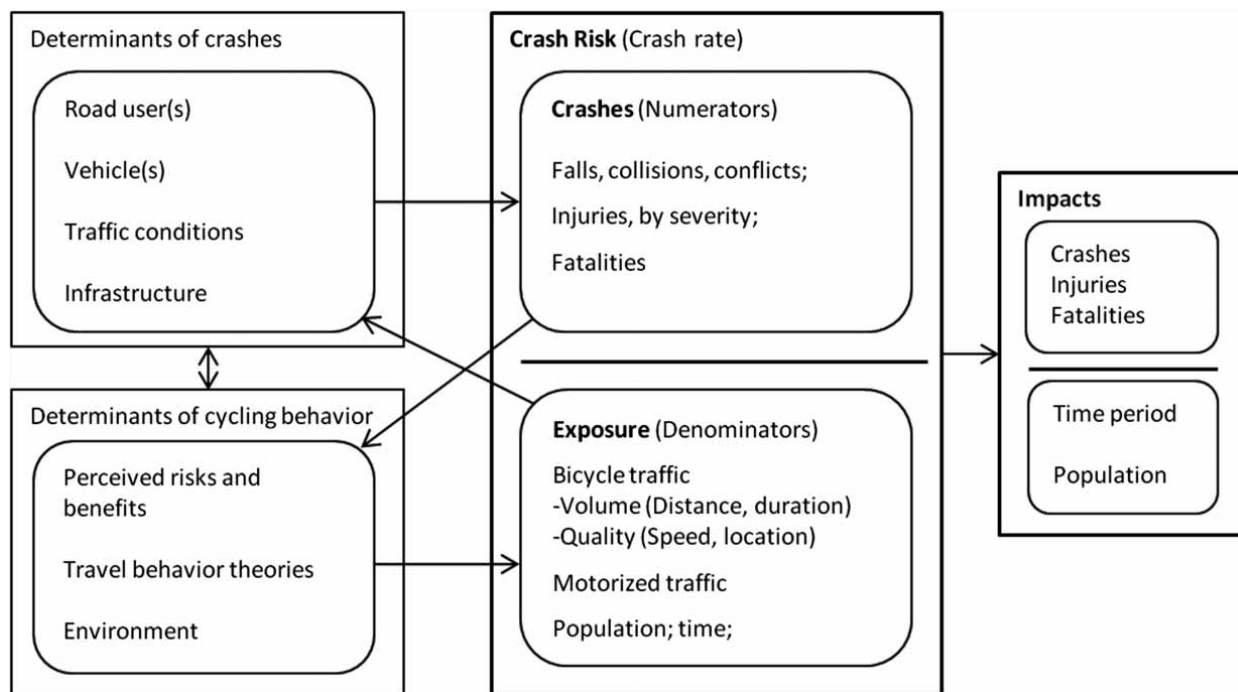 Determinants of crashes
Road user(s)
Vehicle(s)
Traffic conditions
Infrastructure
Determinants of cycling behavior
Perceived risks and
benefits
Travel behavior theories
Environment
Crash Risk (Crash rate)
Crashes (Numerators)
Falls, collisions, conflicts;
Injuries, by severity;
Fatalities
Exposure (Denominators)
Bicycle traffic
-Volume (Distance, duration)
-Quality (Speed, location)
Motorized traffic
Population; time;
Impacts
Crashes
Injuries
Fatalities
Time period
Population